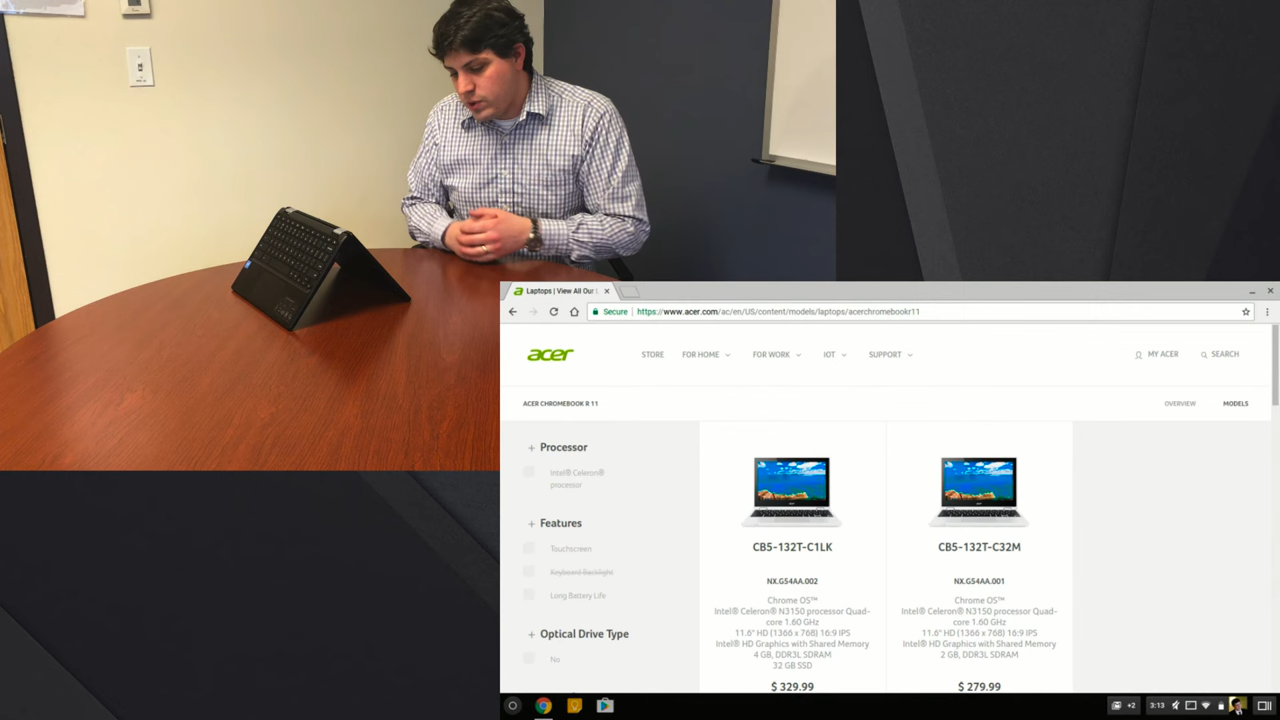 Laptops | View All Our L
Secure
https://www.acer.com/ac/en/US/content/models/laptops/acerchromebookr11
acer
STORE
FOR HOME
FOR WORK
IOT
SUPPORT
MY ACER
SEARCH
ACER CHROMEBOOK R 11
OVERVIEW
MODELS
+ Processor
Intel® Celeron®
processor
+ Features
Touchscreen
Keyboard Backlight
Long Battery Life
+ Optical Drive Type
No
CB5-132T-C1LK
NX.G54AA.002
Chrome OS™
Intel® Celeron® N3150 processor Quad-
core 1.60 GHz
11.6" HD (1366 x 768) 16:9 IPS
Intel® HD Graphics with Shared Memory
4 GB, DDR3L SDRAM
32 GB SSD
$ 329.99
CB5-132T-C32M
NX.G54AA.001
Chrome OS™
Intel® Celeron® N3150 processor Quad-
core 1.60 GHz
11.6" HD (1366 x 768) 16:9 IPS
Intel® HD Graphics with Shared Memory
2 GB, DDR3L SDRAM
$ 279.99
+2
3:13